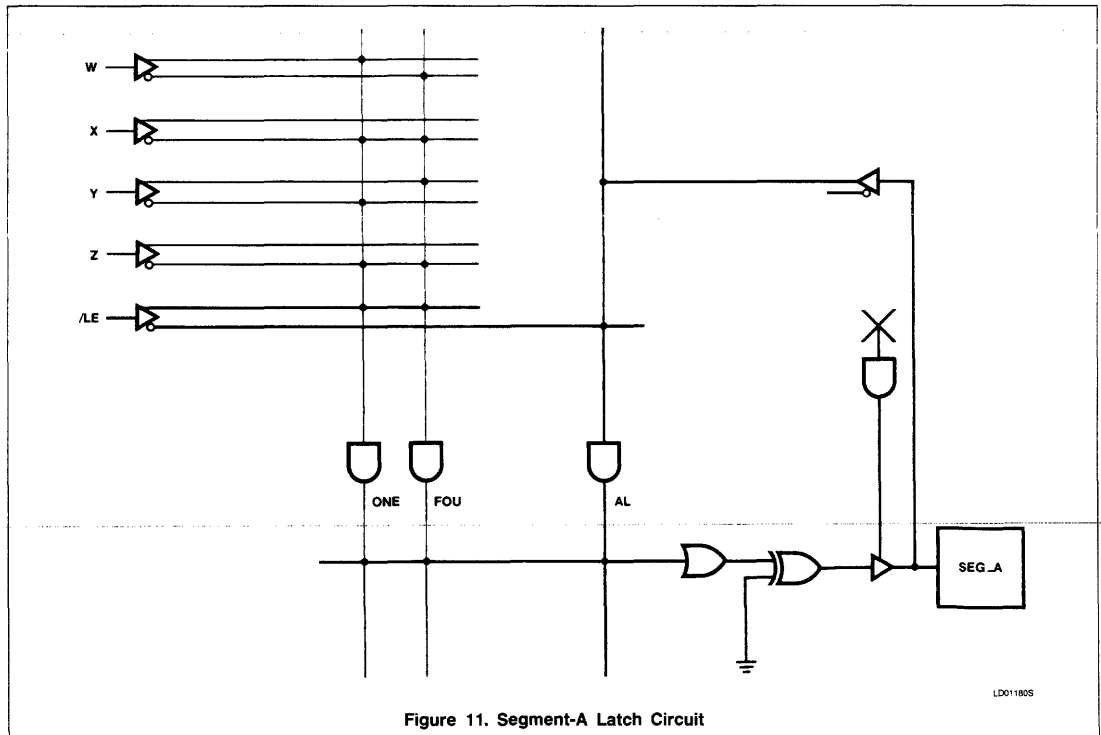 W
X
Y
Z
/LE
ONE
FOU
AL
SEG_A
LD01180S
Figure 11. Segment-A Latch Circuit